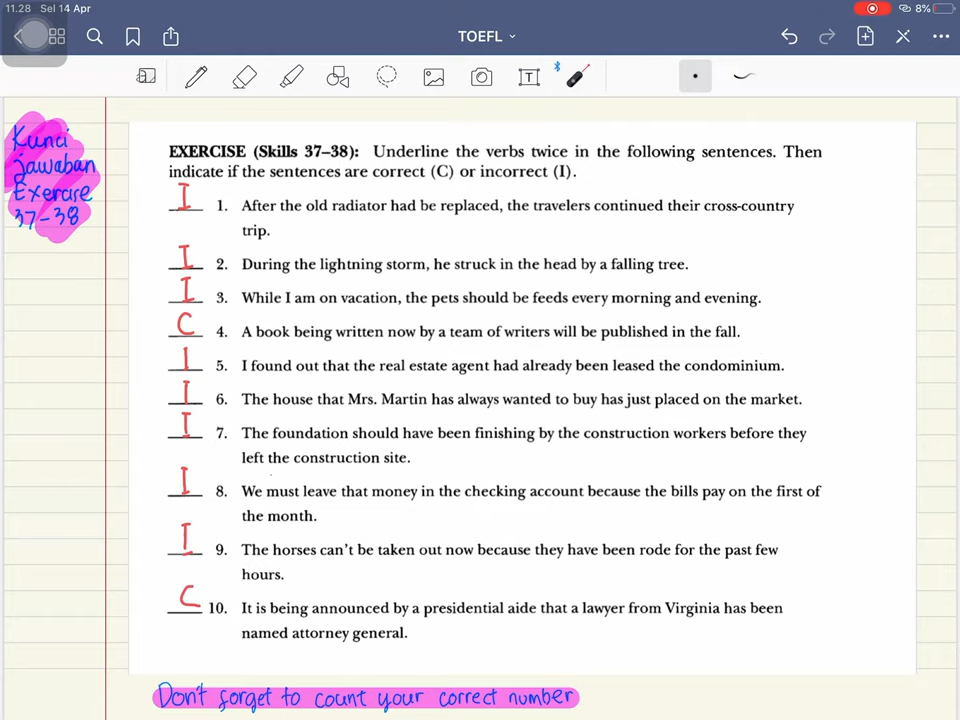 11.28 Sel 14 Apr
8%
TOEFL
Kunci
jawaban
Exercise
37-38
EXERCISE (Skills 37–38): Underline the verbs twice in the following sentences. Then
indicate if the sentences are correct (C) or incorrect (I).
I 1. After the old radiator had be replaced, the travelers continued their cross-country
trip.
I 2. During the lightning storm, he struck in the head by a falling tree.
I 3. While I am on vacation, the pets should be feeds every morning and evening.
C 4. A book being written now by a team of writers will be published in the fall.
I 5. I found out that the real estate agent had already been leased the condominium.
I 6. The house that Mrs. Martin has always wanted to buy has just placed on the market.
I 7. The foundation should have been finishing by the construction workers before they
left the construction site.
I 8. We must leave that money in the checking account because the bills pay on the first of
the month.
I 9. The horses can't be taken out now because they have been rode for the past few
hours.
C 10. It is being announced by a presidential aide that a lawyer from Virginia has been
named attorney general.
Don't forget to count your correct number